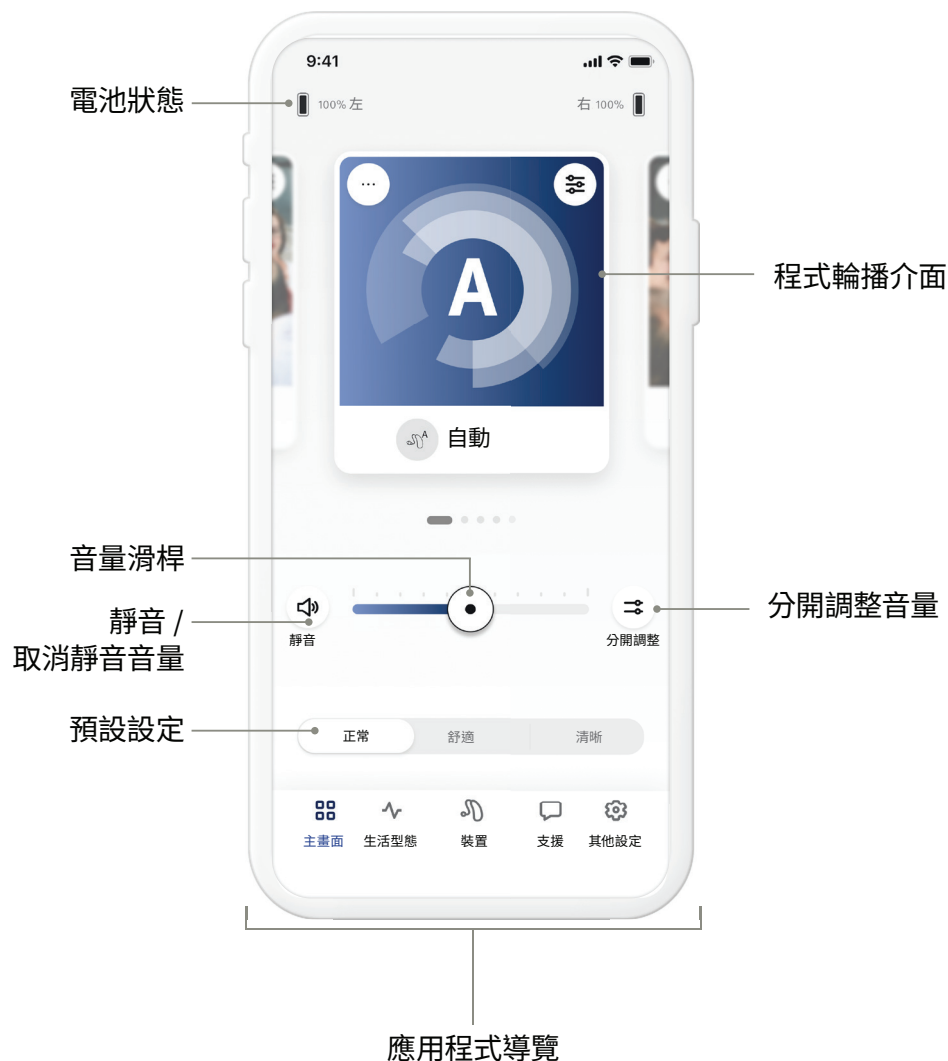 9:41
電池狀態
100% 左
右 100%
A
程式輪播介面
A
自動
音量滑桿
靜音 /
取消靜音音量
靜音
分開調整
分開調整音量
預設設定
正常
舒適
清晰
主畫面
生活型態
裝置
支援
其他設定
應用程式導覽